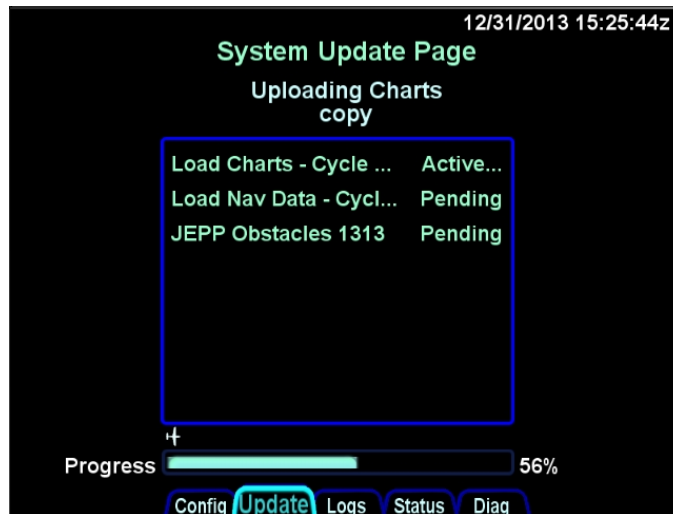 12/31/2013 15:25:44z
System Update Page
Uploading Charts
copy
Load Charts - Cycle ... Active...
Load Nav Data - Cycl... Pending
JEPP Obstacles 1313 Pending
Progress 56%
Config Update Logs Status Diag